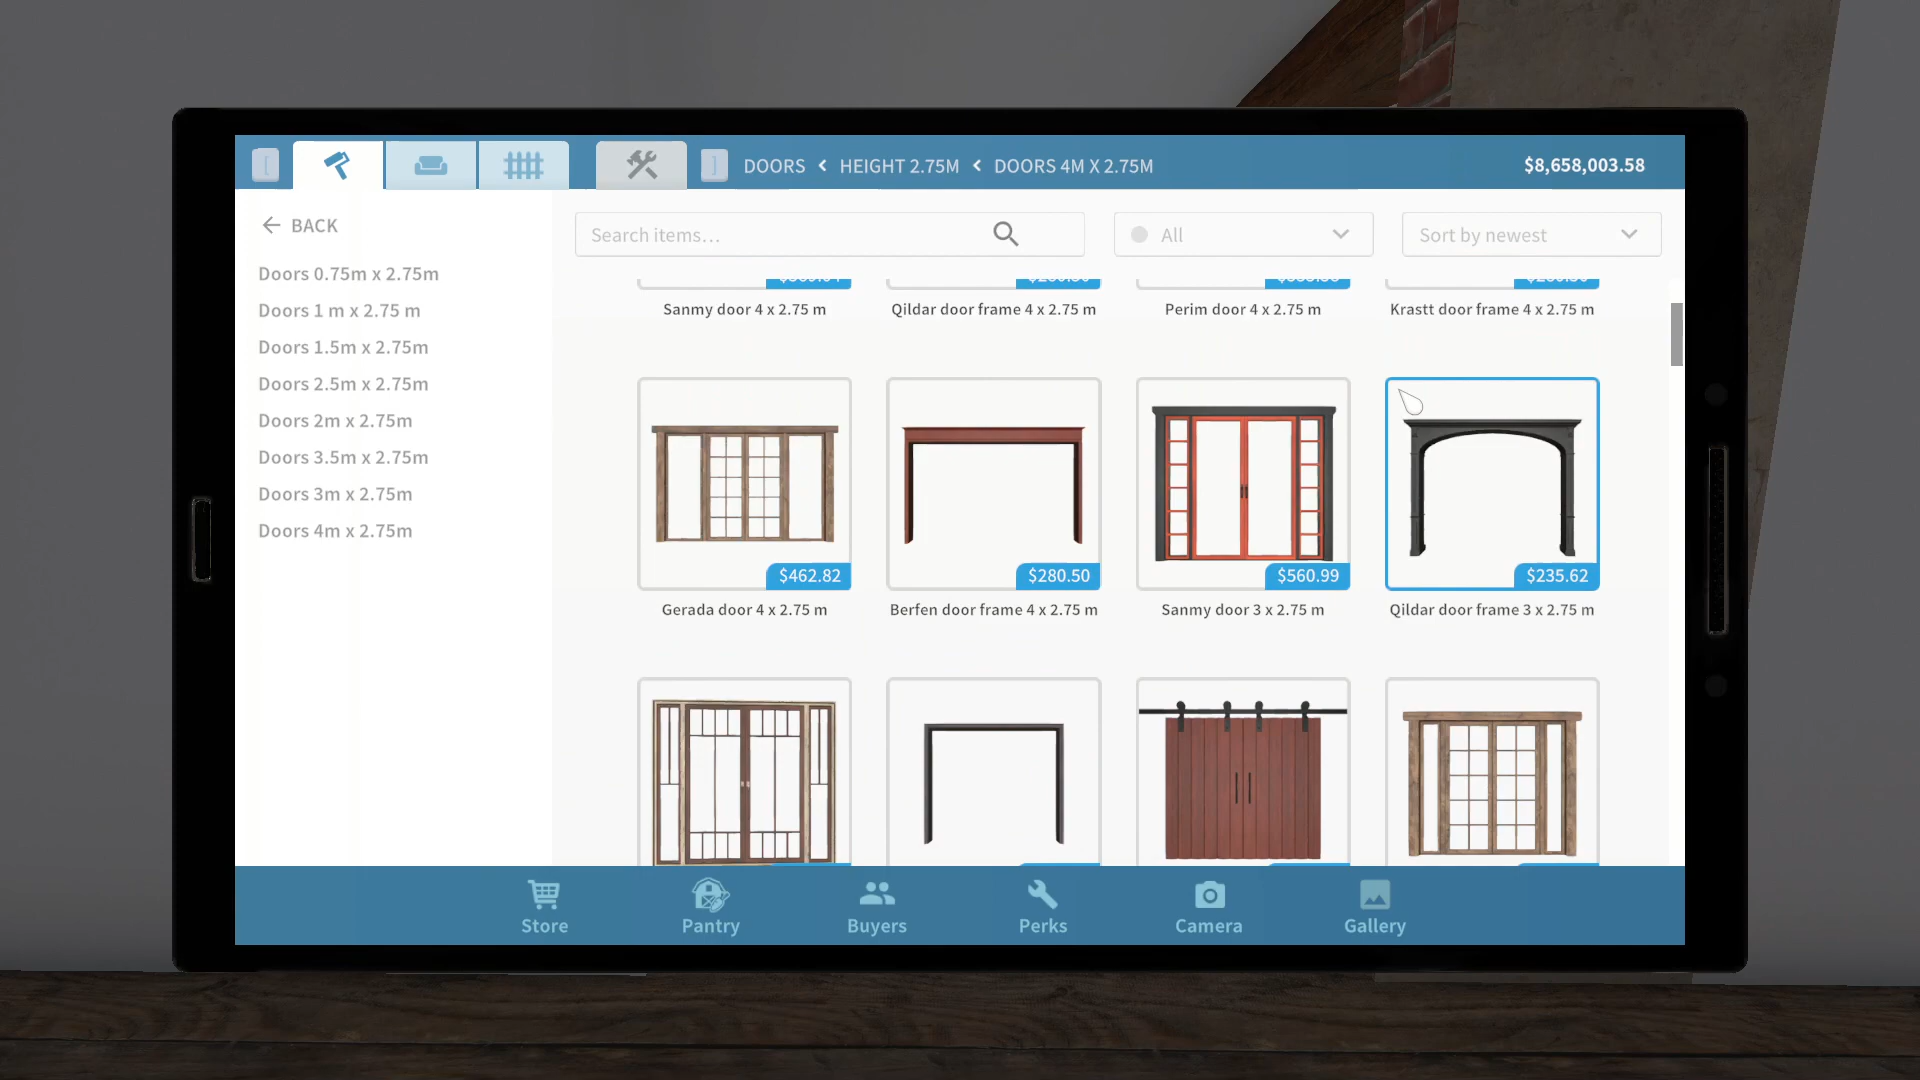 [
]
DOORS < HEIGHT 2.75M < DOORS 4M X 2.75M
$8,658,003.58
BACK
Search items...
All
Sort by newest
Doors 0.75m x 2.75m
Doors 1 m x 2.75 m
Doors 1.5m x 2.75m
Doors 2.5m x 2.75m
Doors 2m x 2.75m
Doors 3.5m x 2.75m
Doors 3m x 2.75m
Doors 4m x 2.75m
Sanmy door 4 x 2.75 m
Qildar door frame 4 x 2.75 m
Perim door 4 x 2.75 m
Krastt door frame 4 x 2.75 m
$462.82
$280.50
$560.99
$235.62
Gerada door 4 x 2.75 m
Berfen door frame 4 x 2.75 m
Sanmy door 3 x 2.75 m
Qildar door frame 3 x 2.75 m
Store
Pantry
Buyers
Perks
Camera
Gallery